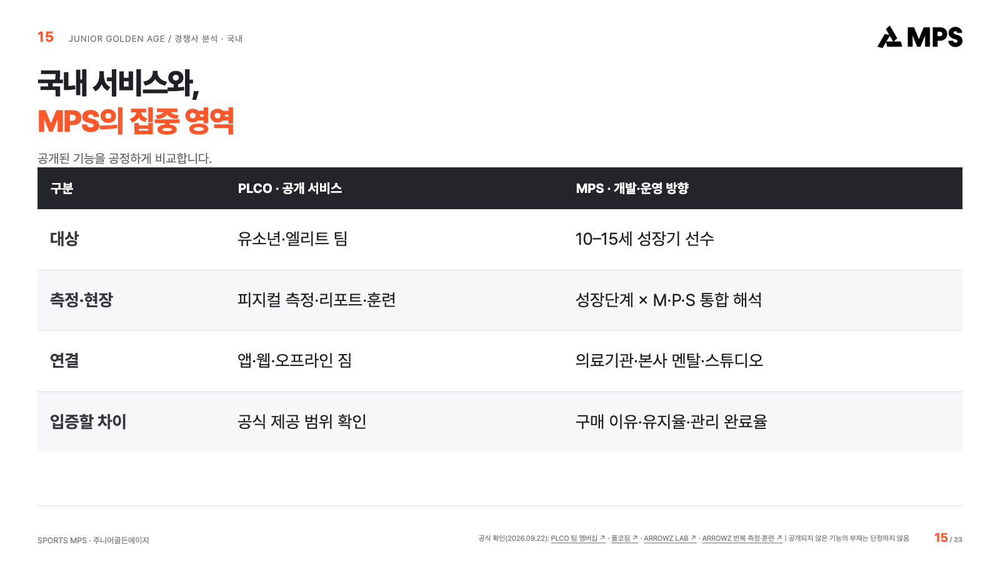 15 JUNIOR GOLDEN AGE / 경쟁사 분석 · 국내
MPS
국내 서비스와,
MPS의 집중 영역
공개된 기능을 공정하게 비교합니다.
구분 PLCO · 공개 서비스 MPS · 개발·운영 방향
대상 유소년·엘리트 팀 10–15세 성장기 선수
측정·현장 피지컬 측정·리포트·훈련 성장단계 × M·P·S 통합 해석
연결 앱·웹·오프라인 짐 의료기관·본사 멘탈·스튜디오
입증할 차이 공식 제공 범위 확인 구매 이유·유지율·관리 완료율
SPORTS MPS · 주니어골든에이지 공식 확인(2026.09.22): PLCO 팀 멤버십 ↗ · 플코짐 ↗ · ARROWZ LAB ↗ · ARROWZ 반복 측정·훈련 ↗ | 공개되지 않은 기능의 부재는 단정하지 않음 15 / 23